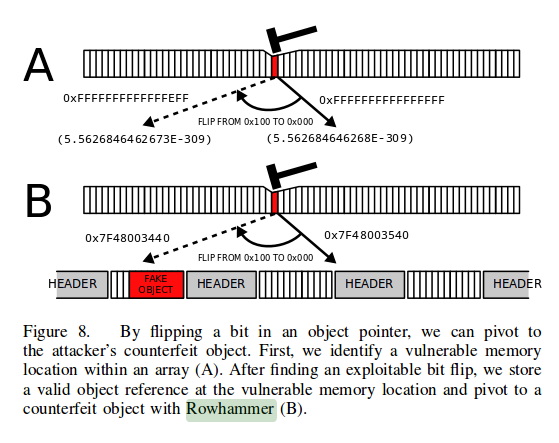 A
0xFFFFFFFFFFFFFEFF
0xFFFFFFFFFFFFFFFF
FLIP FROM 0x100 TO 0x000
(5.5626846462673E-309)
(5.562684646268E-309)
B
0x7F48003440
0x7F48003540
FLIP FROM 0x100 TO 0x000
HEADER
FAKE
OBJECT
HEADER
HEADER
HEADER
Figure 8. By flipping a bit in an object pointer, we can pivot to
the attacker's counterfeit object. First, we identify a vulnerable memory
location within an array (A). After finding an exploitable bit flip, we store
a valid object reference at the vulnerable memory location and pivot to a
counterfeit object with Rowhammer (B).